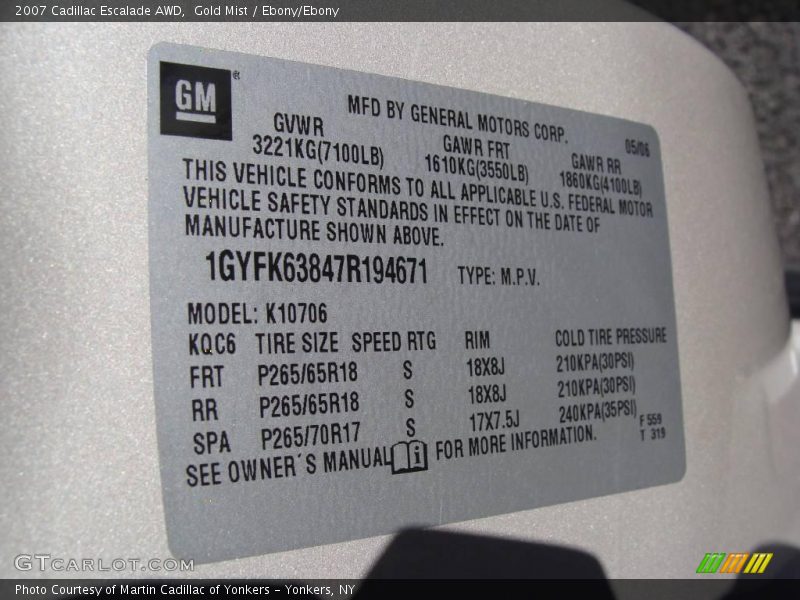 2007 Cadillac Escalade AWD,  Gold Mist / Ebony/Ebony
GM®
MFD BY GENERAL MOTORS CORP.
05/06
GVWR
3221KG(7100LB)
GAWR FRT
1610KG(3550LB)
GAWR RR
1860KG(4100LB)
THIS VEHICLE CONFORMS TO ALL APPLICABLE U.S. FEDERAL MOTOR
VEHICLE SAFETY STANDARDS IN EFFECT ON THE DATE OF
MANUFACTURE SHOWN ABOVE.
1GYFK63847R194671 TYPE: M.P.V.
MODEL: K10706
KQC6 TIRE SIZE SPEED RTG RIM COLD TIRE PRESSURE
FRT P265/65R18 S 18X8J 210KPA(30PSI)
RR P265/65R18 S 18X8J 210KPA(30PSI)
SPA P265/70R17 S 17X7.5J 240KPA(35PSI)
F 559
T 319
SEE OWNER´S MANUAL i FOR MORE INFORMATION.
GTCARLOT.COM
Photo Courtesy of Martin Cadillac of Yonkers – Yonkers, NY